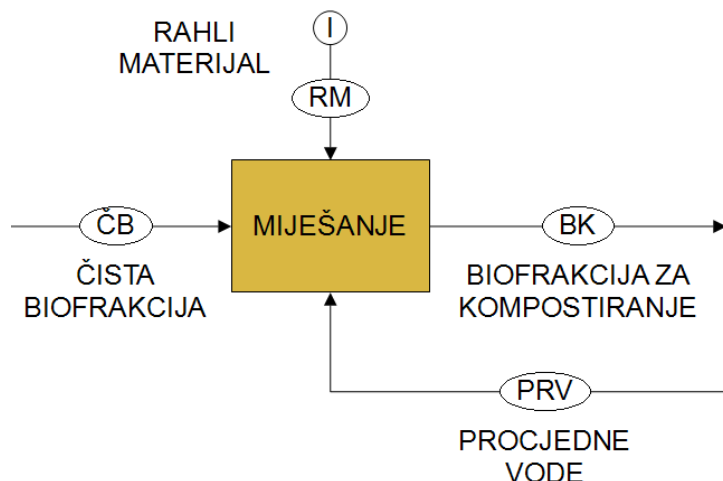 RAHLI
MATERIJAL
I
RM
ČB
MIJEŠANJE
BK
ČISTA
BIOFRAKCIJA
BIOFRAKCIJA ZA
KOMPOSTIRANJE
PRV
PROCJEDNE
VODE